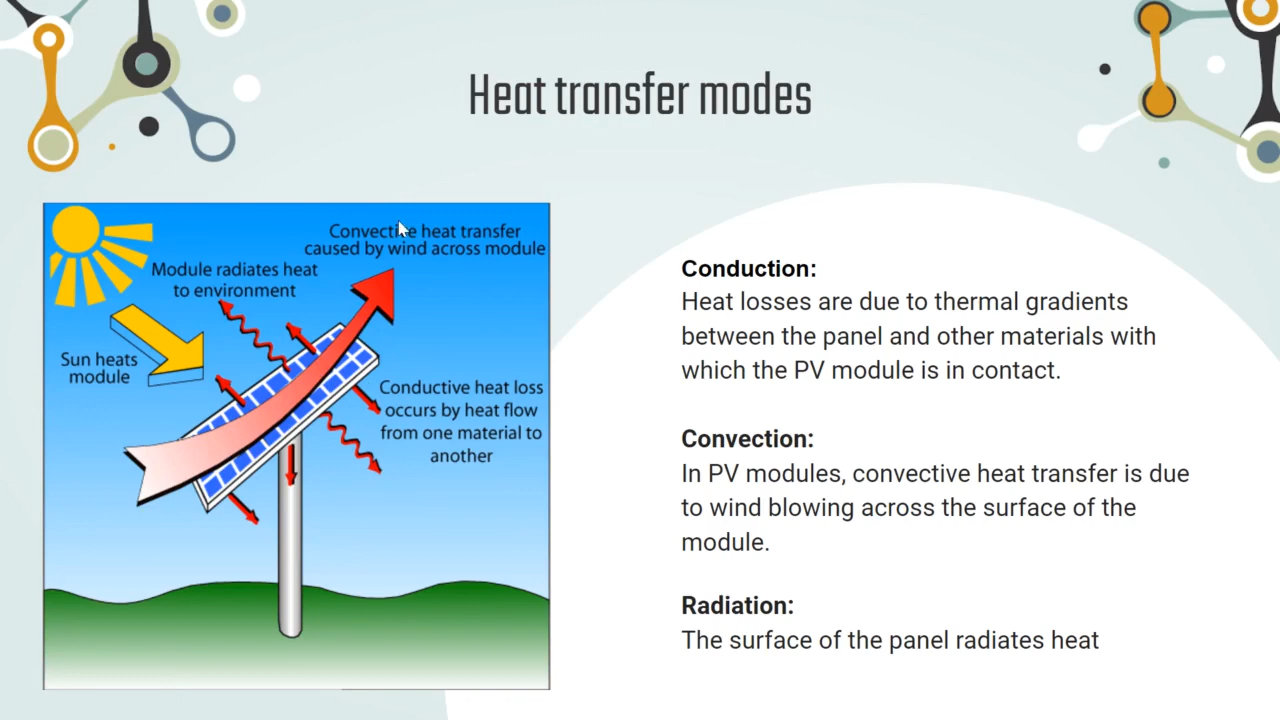 Heat transfer modes
Convective heat transfer
caused by wind across module
Module radiates heat
to environment
Sun heats
module
Conductive heat loss
occurs by heat flow
from one material to
another
Conduction:
Heat losses are due to thermal gradients
between the panel and other materials with
which the PV module is in contact.
Convection:
In PV modules, convective heat transfer is due
to wind blowing across the surface of the
module.
Radiation:
The surface of the panel radiates heat